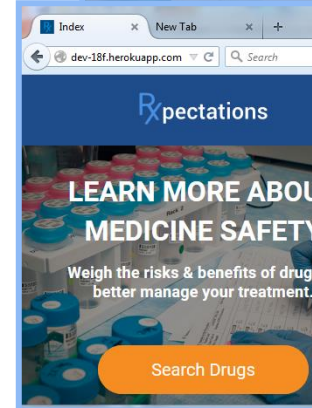 Index × New Tab × +
dev-18f.herokuapp.com Search
Rxpectations
LEARN MORE ABOU
MEDICINE SAFETY
Weigh the risks & benefits of drug
better manage your treatment.
Search Drugs